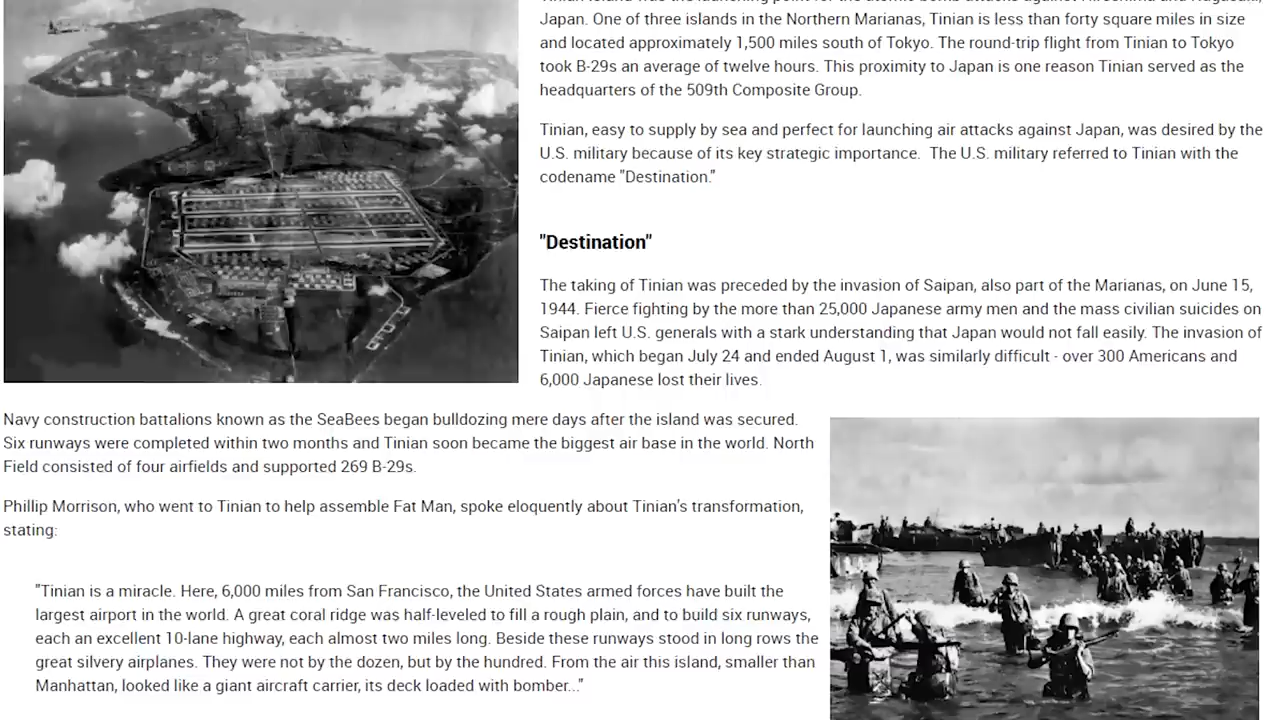 Japan. One of three islands in the Northern Marianas, Tinian is less than forty square miles in size
and located approximately 1,500 miles south of Tokyo. The round-trip flight from Tinian to Tokyo
took B-29s an average of twelve hours. This proximity to Japan is one reason Tinian served as the
headquarters of the 509th Composite Group.
Tinian, easy to supply by sea and perfect for launching air attacks against Japan, was desired by the
U.S. military because of its key strategic importance.  The U.S. military referred to Tinian with the
codename "Destination."
"Destination"
The taking of Tinian was preceded by the invasion of Saipan, also part of the Marianas, on June 15,
1944. Fierce fighting by the more than 25,000 Japanese army men and the mass civilian suicides on
Saipan left U.S. generals with a stark understanding that Japan would not fall easily. The invasion of
Tinian, which began July 24 and ended August 1, was similarly difficult - over 300 Americans and
6,000 Japanese lost their lives.
Navy construction battalions known as the SeaBees began bulldozing mere days after the island was secured.
Six runways were completed within two months and Tinian soon became the biggest air base in the world. North
Field consisted of four airfields and supported 269 B-29s.
Phillip Morrison, who went to Tinian to help assemble Fat Man, spoke eloquently about Tinian's transformation,
stating:
"Tinian is a miracle. Here, 6,000 miles from San Francisco, the United States armed forces have built the
largest airport in the world. A great coral ridge was half-leveled to fill a rough plain, and to build six runways,
each an excellent 10-lane highway, each almost two miles long. Beside these runways stood in long rows the
great silvery airplanes. They were not by the dozen, but by the hundred. From the air this island, smaller than
Manhattan, looked like a giant aircraft carrier, its deck loaded with bomber..."